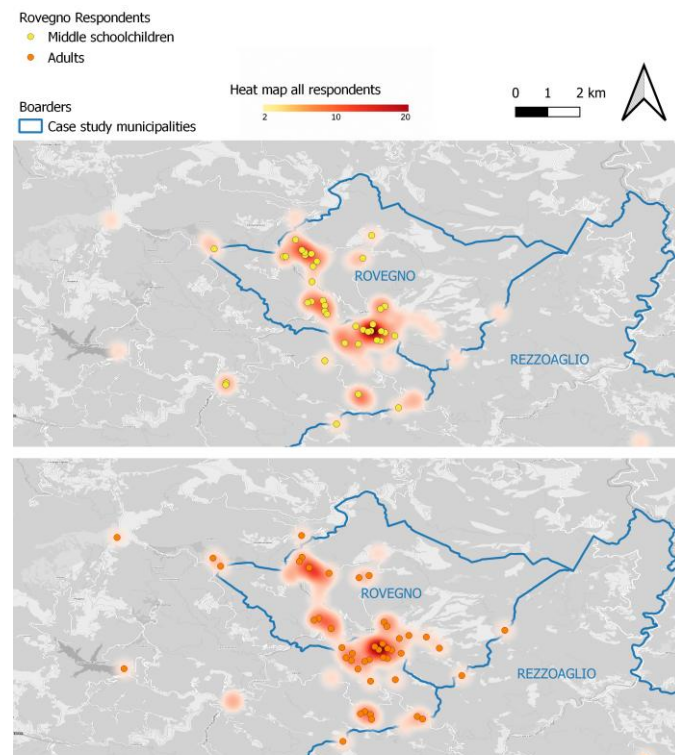 Rovegno Respondents
Middle schoolchildren
Adults
Heat map all respondents
2 10 20
0 1 2 km
Boarders
Case study municipalities
ROVEGNO
REZZOAGLIO
ROVEGNO
REZZOAGLIO